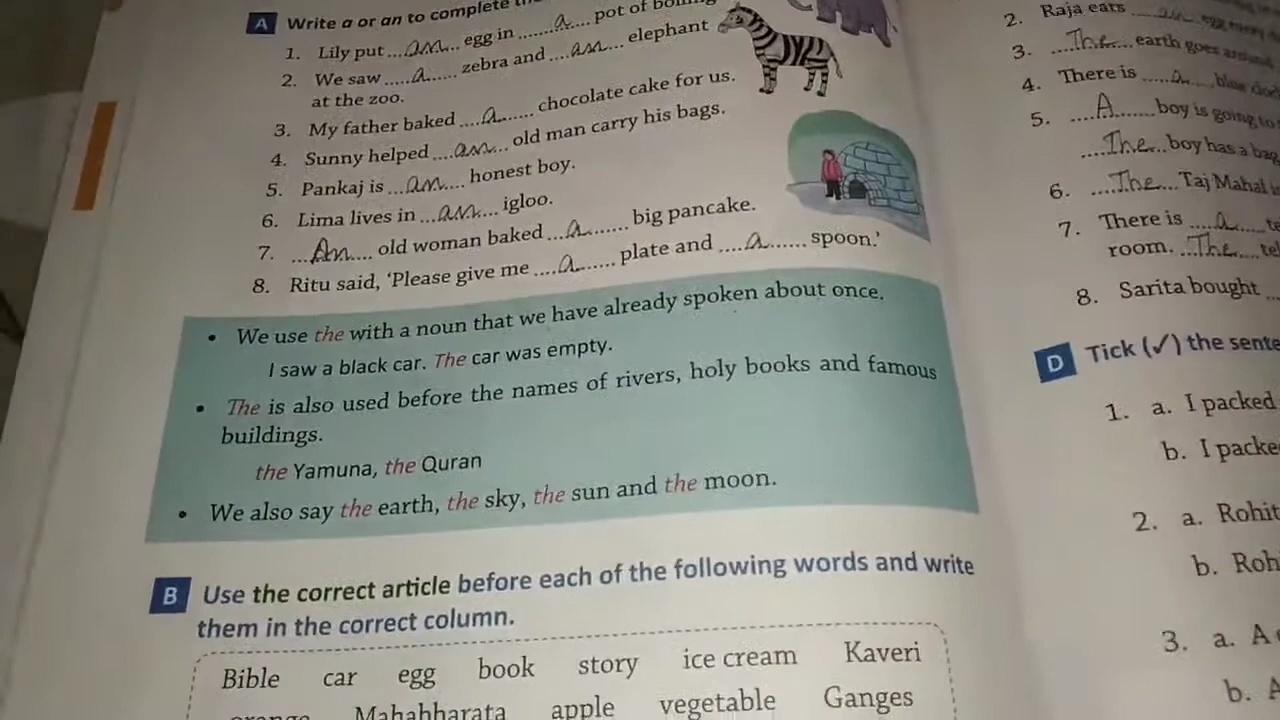 A Write a or an to complete
1. Lily put ...an... egg in ......a.... pot of
2. We saw .....a...... zebra and ....an.... elephant
at the zoo.
3. My father baked ....a...... chocolate cake for us.
4. Sunny helped ....an... old man carry his bags.
5. Pankaj is ...an.... honest boy.
6. Lima lives in ...an... igloo.
7. ...An.... old woman baked ...a....... big pancake.
8. Ritu said, ‘Please give me ....a...... plate and ....a...... spoon.’
• We use the with a noun that we have already spoken about once.
I saw a black car. The car was empty.
• The is also used before the names of rivers, holy books and famous
buildings.
the Yamuna, the Quran
• We also say the earth, the sky, the sun and the moon.
B Use the correct article before each of the following words and write
them in the correct column.
Bible car egg book story ice cream Kaveri
orange Mahabharata apple vegetable Ganges
2. Raja eats ....an... egg
3. ....The.... earth goes around
4. There is .....a.... blue
5. ....A...... boy is going to
....The... boy has a bag
6. ....The... Taj Mahal
7. There is ....a.....
room. ...The....
8. Sarita bought ...
D Tick (✓) the
1. a. I packed
b. I
2. a. Rohit
b.
3. a. A
b. A